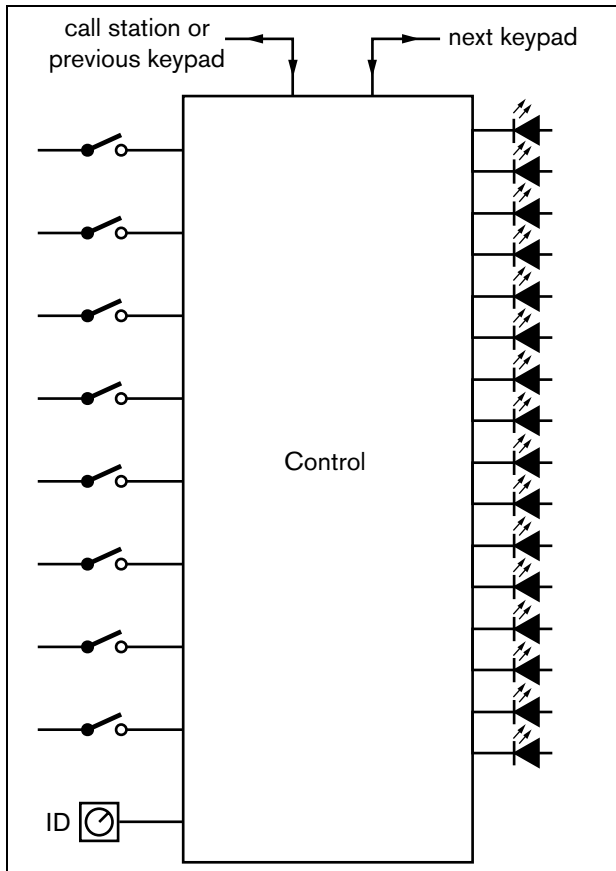 call station or
previous keypad
next keypad
Control
ID